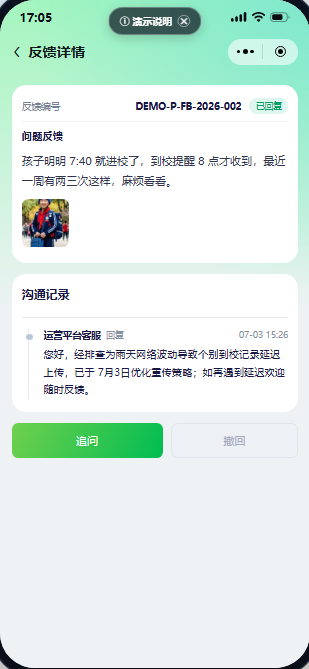 17:05
演示说明
反馈详情
反馈编号 DEMO-P-FB-2026-002 已回复
问题反馈
孩子明明 7:40 就进校了，到校提醒 8 点才收到，最近
一周有两三次这样，麻烦看看。
沟通记录
运营平台客服 回复 07-03 15:26
您好，经排查为雨天网络波动导致个别到校记录延迟
上传，已于 7月3日优化重传策略；如再遇到延迟欢迎
随时反馈。
追问 撤回